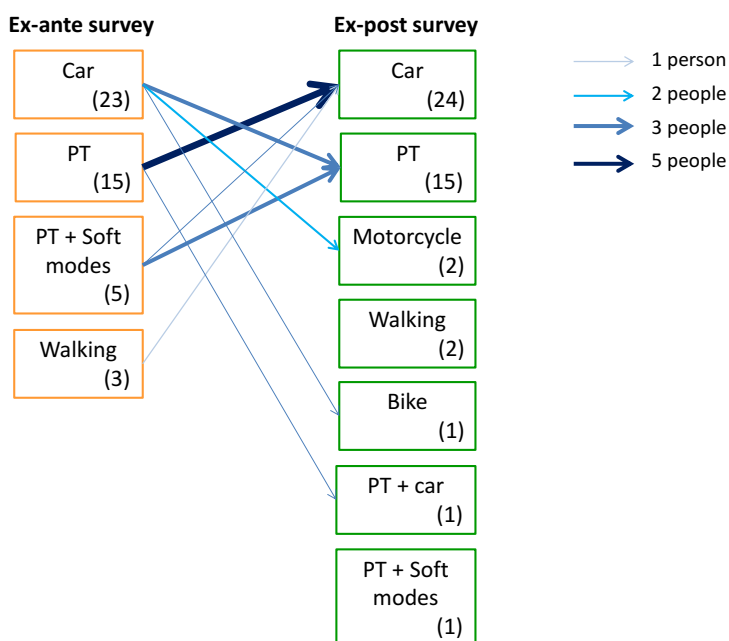 Ex-ante survey
Car
(23)
PT
(15)
PT + Soft
modes
(5)
Walking
(3)
Ex-post survey
Car
(24)
PT
(15)
Motorcycle
(2)
Walking
(2)
Bike
(1)
PT + car
(1)
PT + Soft
modes
(1)
1 person
2 people
3 people
5 people